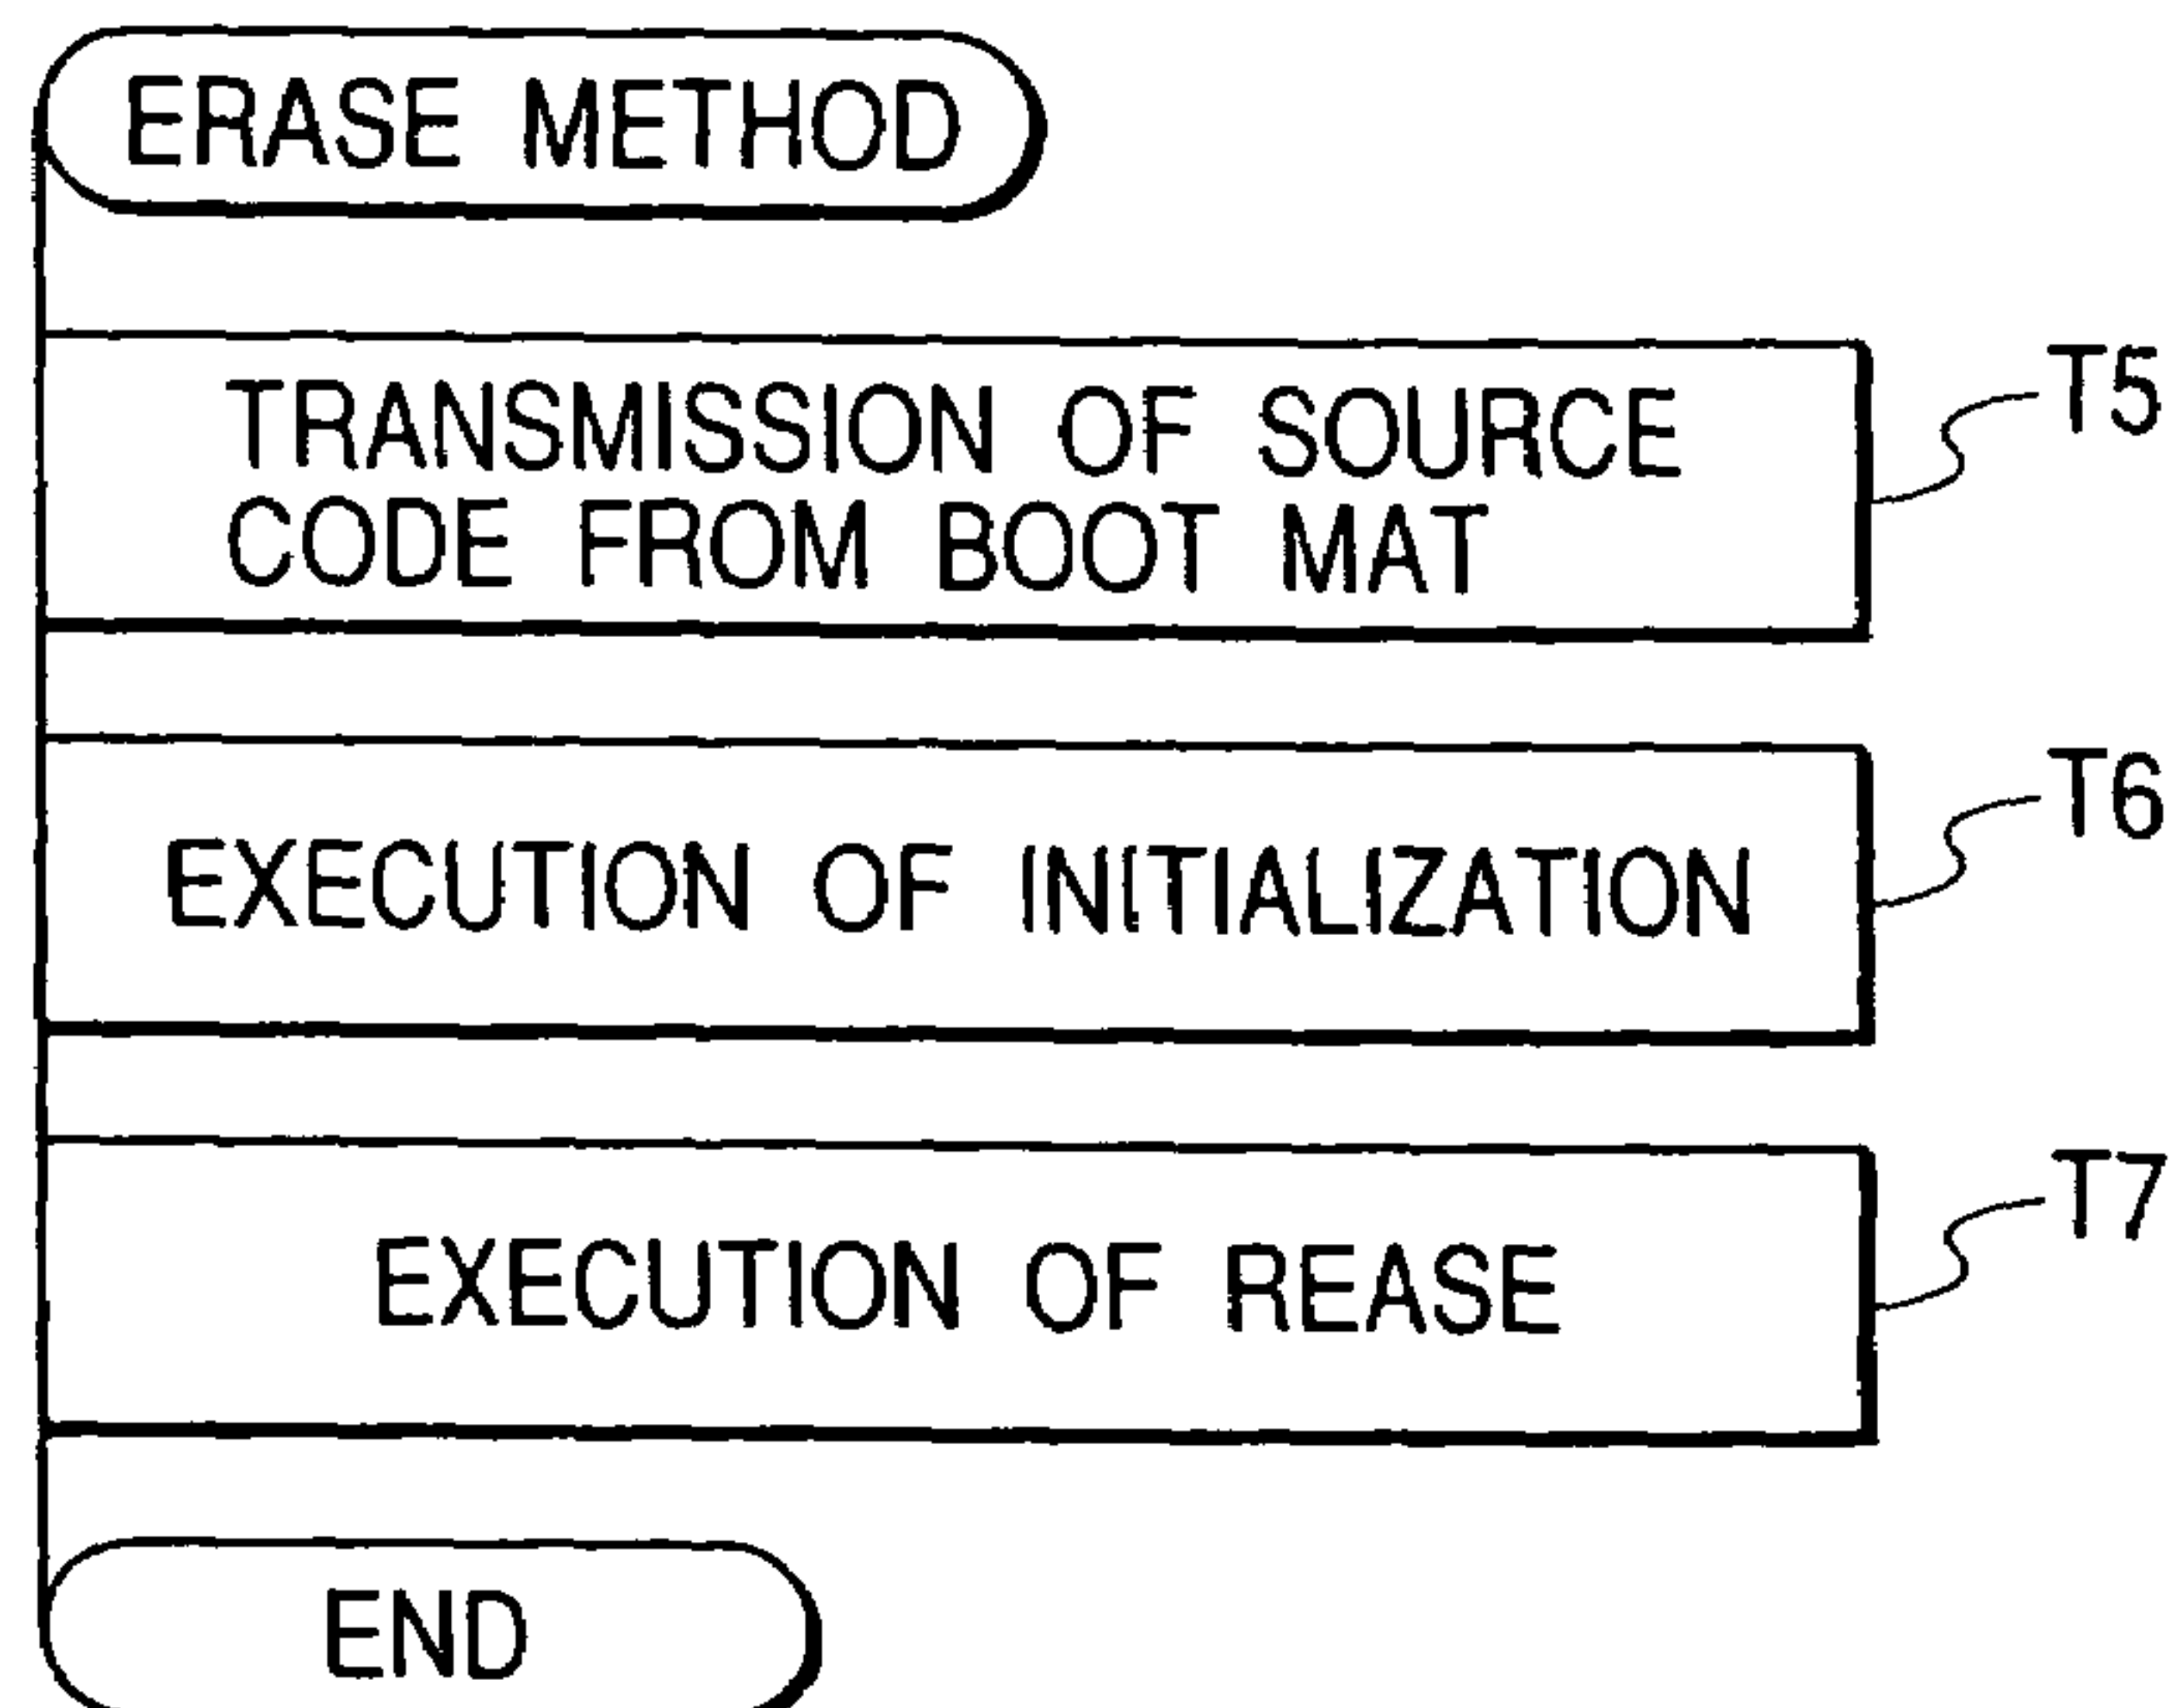 ERASE METHOD
TRANSMISSION OF SOURCE
CODE FROM BOOT MAT
T5
EXECUTION OF INITIALIZATION
T6
EXECUTION OF REASE
T7
END